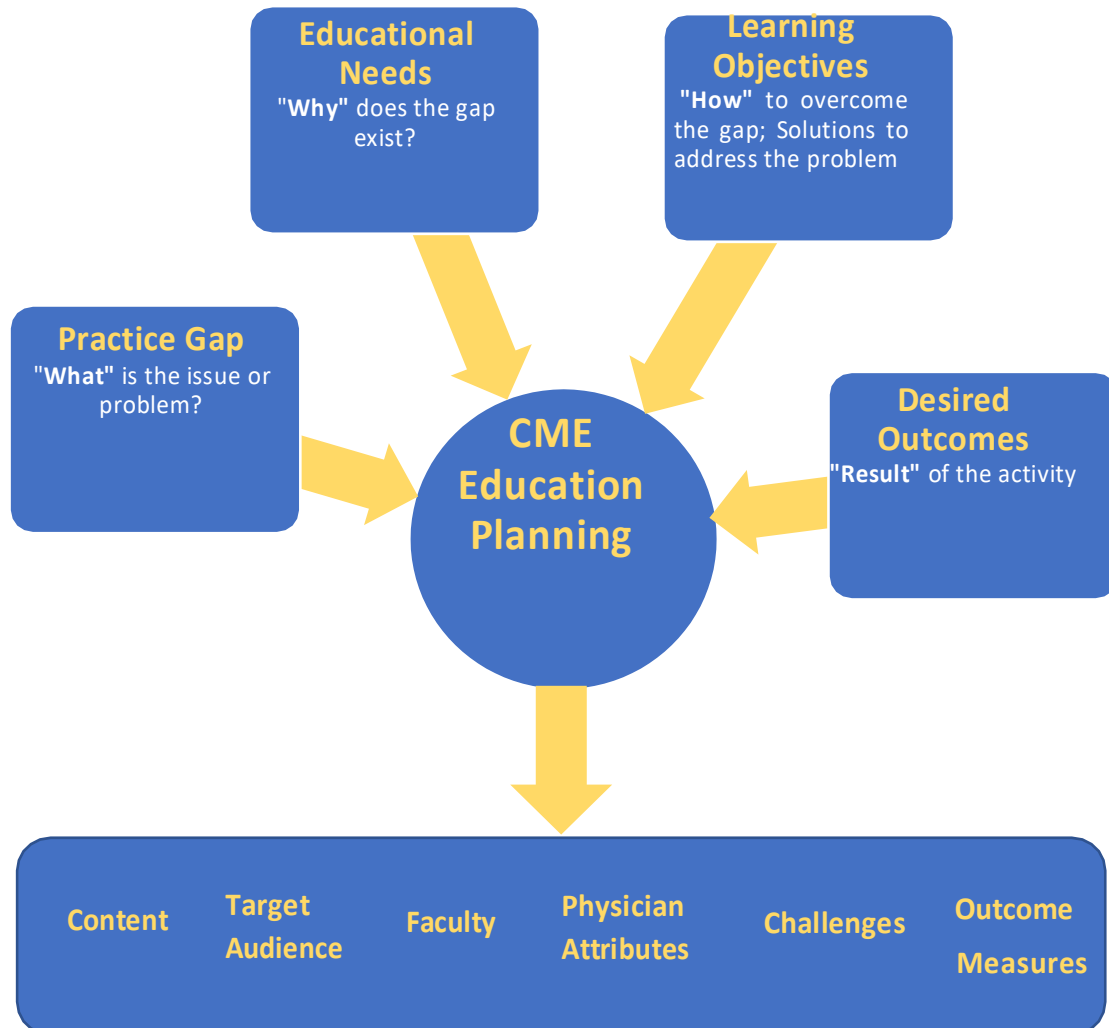 Educational
Needs
"Why" does the gap
exist?
Learning
Objectives
"How" to overcome
the gap; Solutions to
address the problem
Practice Gap
"What" is the issue or
problem?
Desired
Outcomes
"Result" of the activity
CME
Education
Planning
Content
Target
Audience
Faculty
Physician
Attributes
Challenges
Outcome
Measures